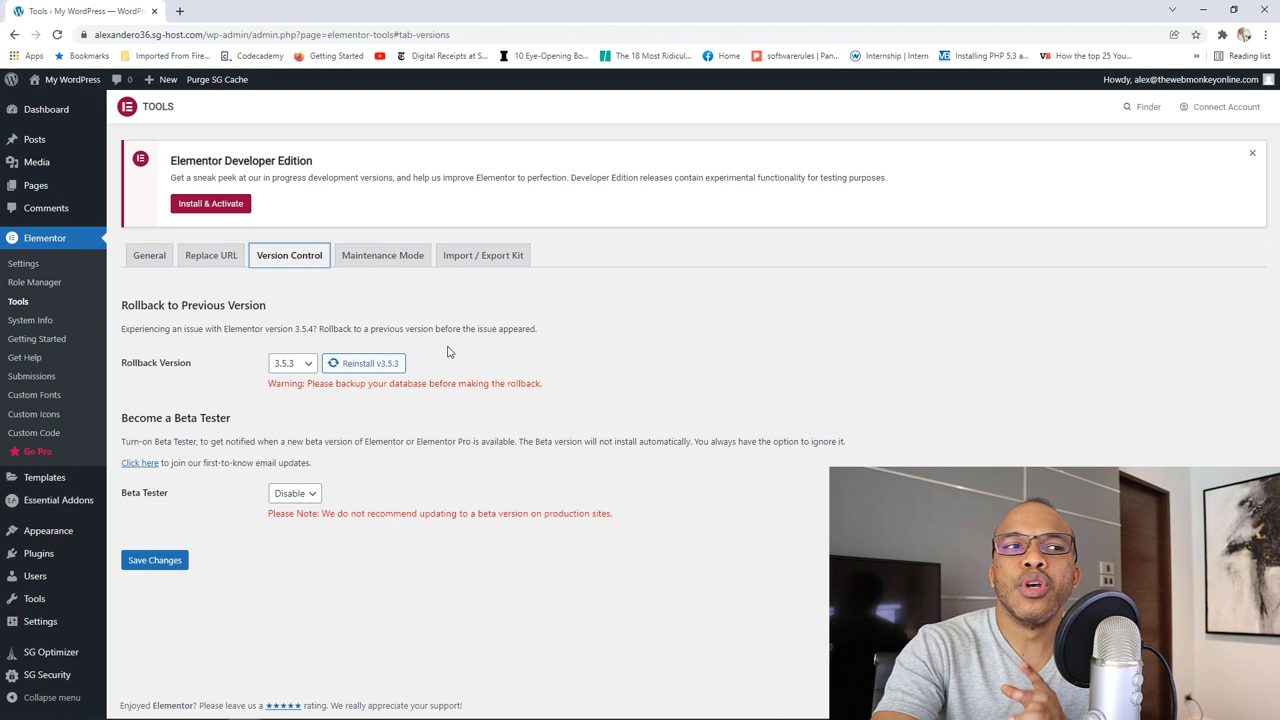 Tools ‹ My WordPress — WordPre
alexandero36.sg-host.com/wp-admin/admin.php?page=elementor-tools#tab-versions
Apps
Bookmarks
Imported From Fire...
Codecademy
Getting Started
Digital Receipts at S...
10 Eye-Opening Bo...
The 18 Most Ridicul...
Home
softwarerules | Pan...
Internship | Intern
Installing PHP 5.3 a...
How the top 25 You...
»
Reading list
My WordPress
0
New
Purge SG Cache
Howdy, alex@thewebmonkeyonline.com
Dashboard
Posts
Media
Pages
Comments
Elementor
Settings
Role Manager
Tools
System Info
Getting Started
Get Help
Submissions
Custom Fonts
Custom Icons
Custom Code
Go Pro
Templates
Essential Addons
Appearance
Plugins
Users
Tools
Settings
SG Optimizer
SG Security
Collapse menu
TOOLS
Finder
Connect Account
Elementor Developer Edition
Get a sneak peek at our in progress development versions, and help us improve Elementor to perfection. Developer Edition releases contain experimental functionality for testing purposes.
Install & Activate
General
Replace URL
Version Control
Maintenance Mode
Import / Export Kit
Rollback to Previous Version
Experiencing an issue with Elementor version 3.5.4? Rollback to a previous version before the issue appeared.
Rollback Version
3.5.3
Reinstall v3.5.3
Warning: Please backup your database before making the rollback.
Become a Beta Tester
Turn-on Beta Tester, to get notified when a new beta version of Elementor or Elementor Pro is available. The Beta version will not install automatically. You always have the option to ignore it.
Click here to join our first-to-know email updates.
Beta Tester
Disable
Please Note: We do not recommend updating to a beta version on production sites.
Save Changes
Enjoyed Elementor? Please leave us a ★★★★★ rating. We really appreciate your support!